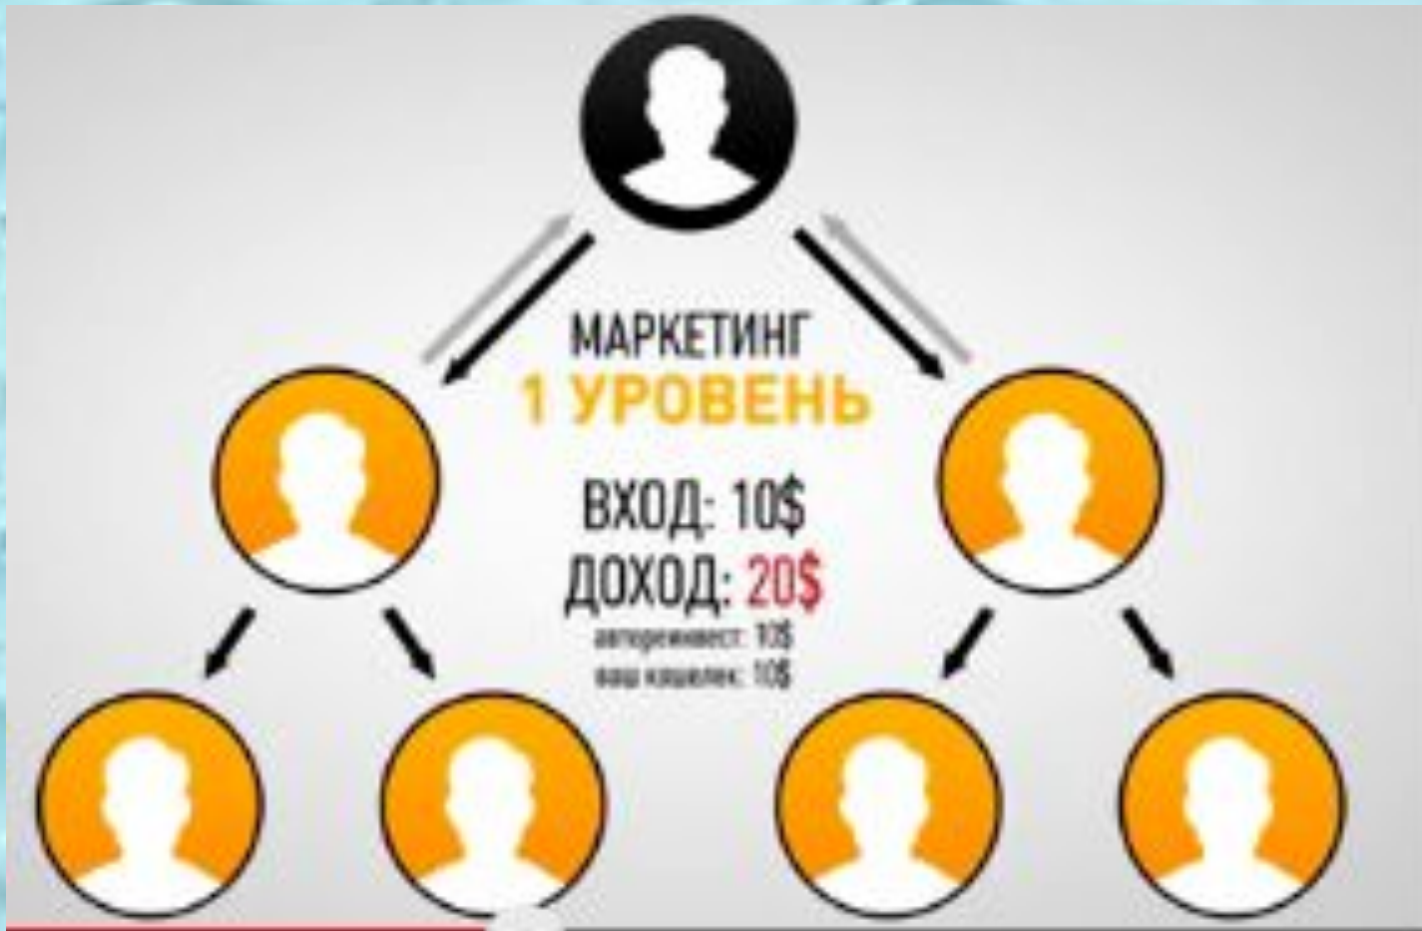 МАРКЕТИНГ
1 УРОВЕНЬ
ВХОД: 10$
ДОХОД: 20$
автореинвест: 10$
ваш кошелек: 10$